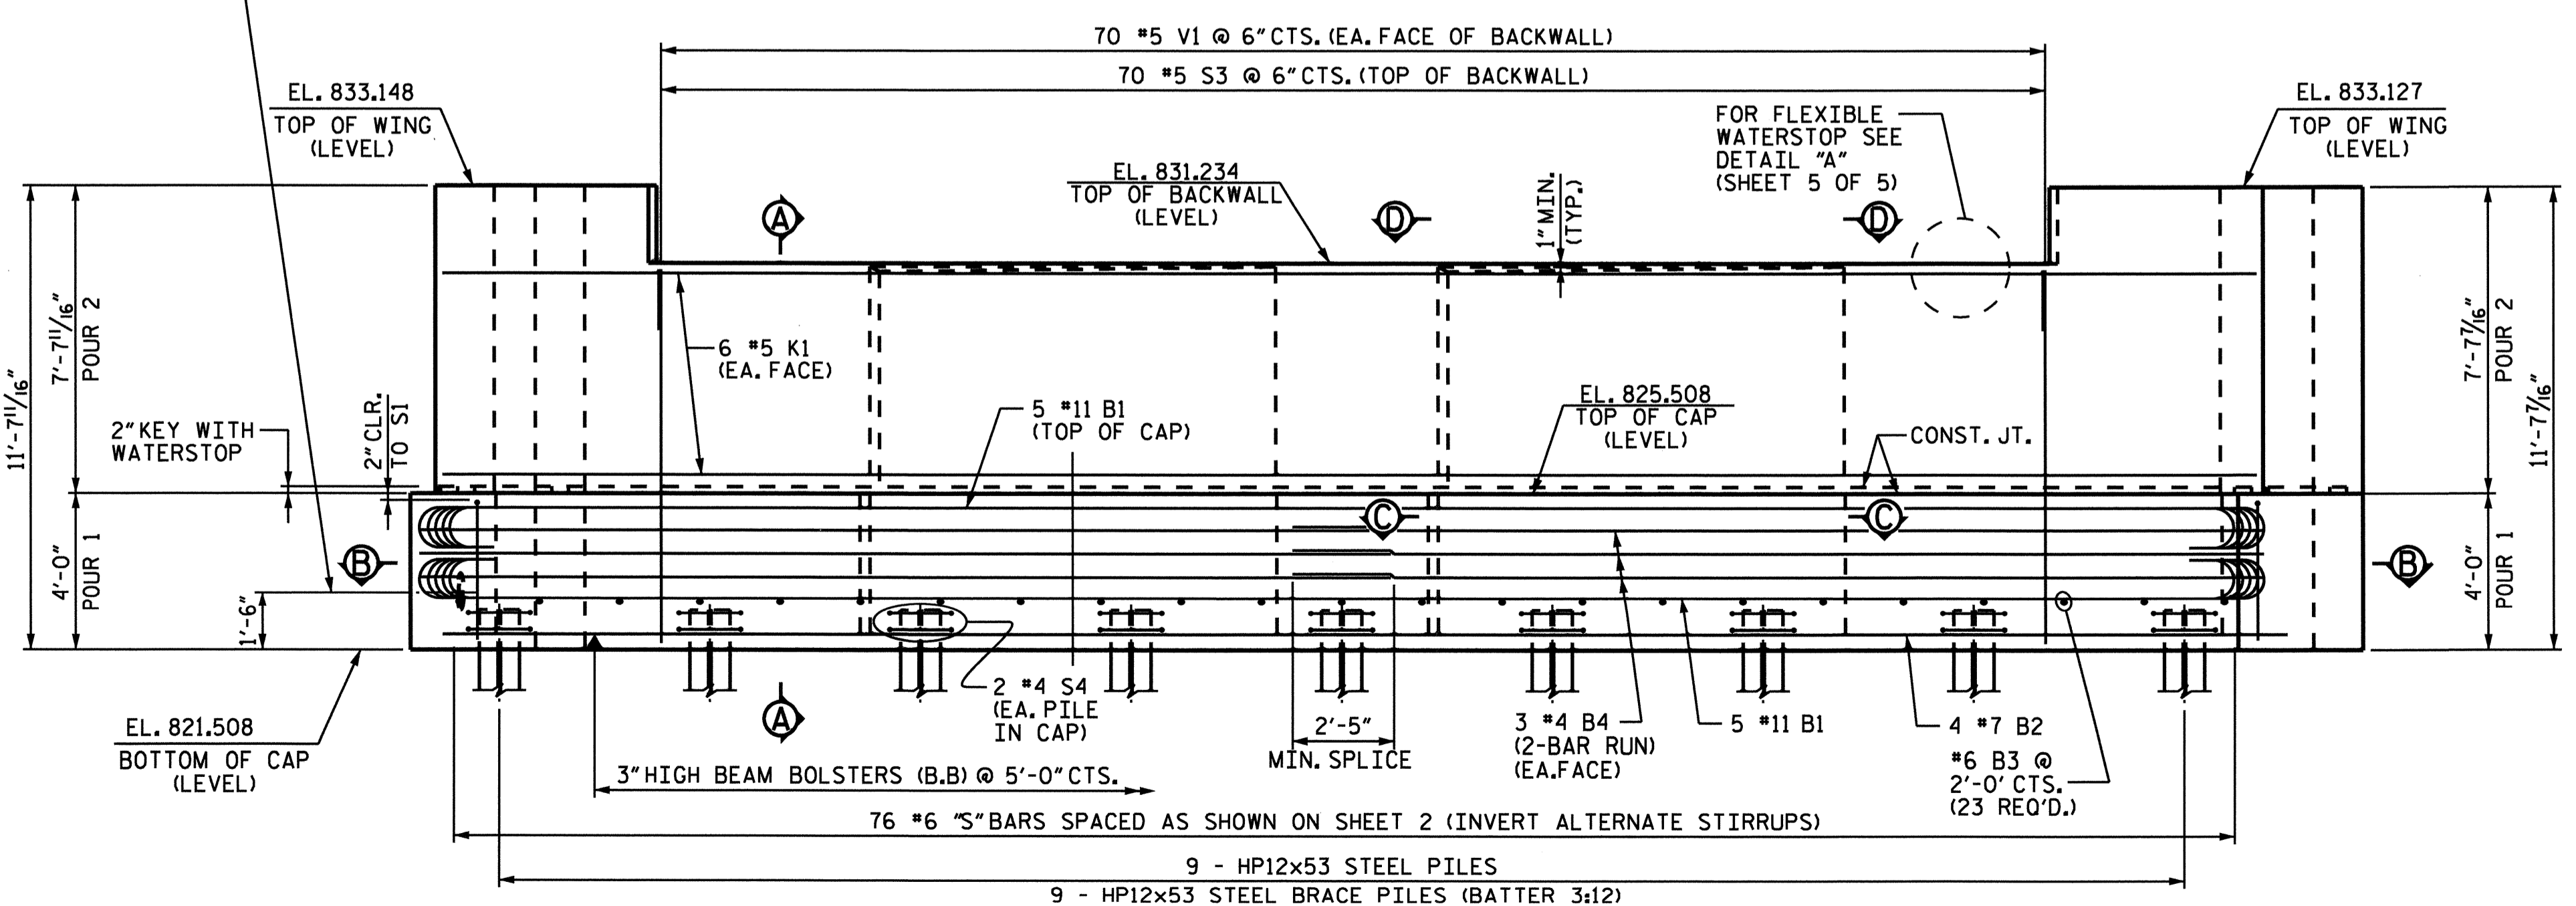 70 #5 V1 @ 6" CTS. (EA. FACE OF BACKWALL)
70 #5 S3 @ 6" CTS. (TOP OF BACKWALL)
EL. 833.148
TOP OF WING
(LEVEL)
EL. 833.127
TOP OF WING
(LEVEL)
FOR FLEXIBLE
WATERSTOP SEE
DETAIL "A"
(SHEET 5 OF 5)
EL. 831.234
TOP OF BACKWALL
(LEVEL)
1" MIN.
(TYP.)
A
D
D
11'-7 11/16"
7'-7 11/16"
POUR 2
6 #5 K1
(EA. FACE)
7'-7 7/16"
POUR 2
11'-7 7/16"
2" KEY WITH
WATERSTOP
2" CLR.
TO S1
5 #11 B1
(TOP OF CAP)
EL. 825.508
TOP OF CAP
(LEVEL)
CONST. JT.
C
C
B
B
4'-0"
POUR 1
1'-6"
4'-0"
POUR 1
EL. 821.508
BOTTOM OF CAP
(LEVEL)
A
2 #4 S4
(EA. PILE
IN CAP)
2'-5"
MIN. SPLICE
3 #4 B4
(2-BAR RUN)
(EA.FACE)
5 #11 B1
4 #7 B2
#6 B3 @
2'-0' CTS.
(23 REQ'D.)
3" HIGH BEAM BOLSTERS (B.B) @ 5'-0" CTS.
76 #6 "S" BARS SPACED AS SHOWN ON SHEET 2 (INVERT ALTERNATE STIRRUPS)
9 - HP12x53 STEEL PILES
9 - HP12x53 STEEL BRACE PILES (BATTER 3:12)